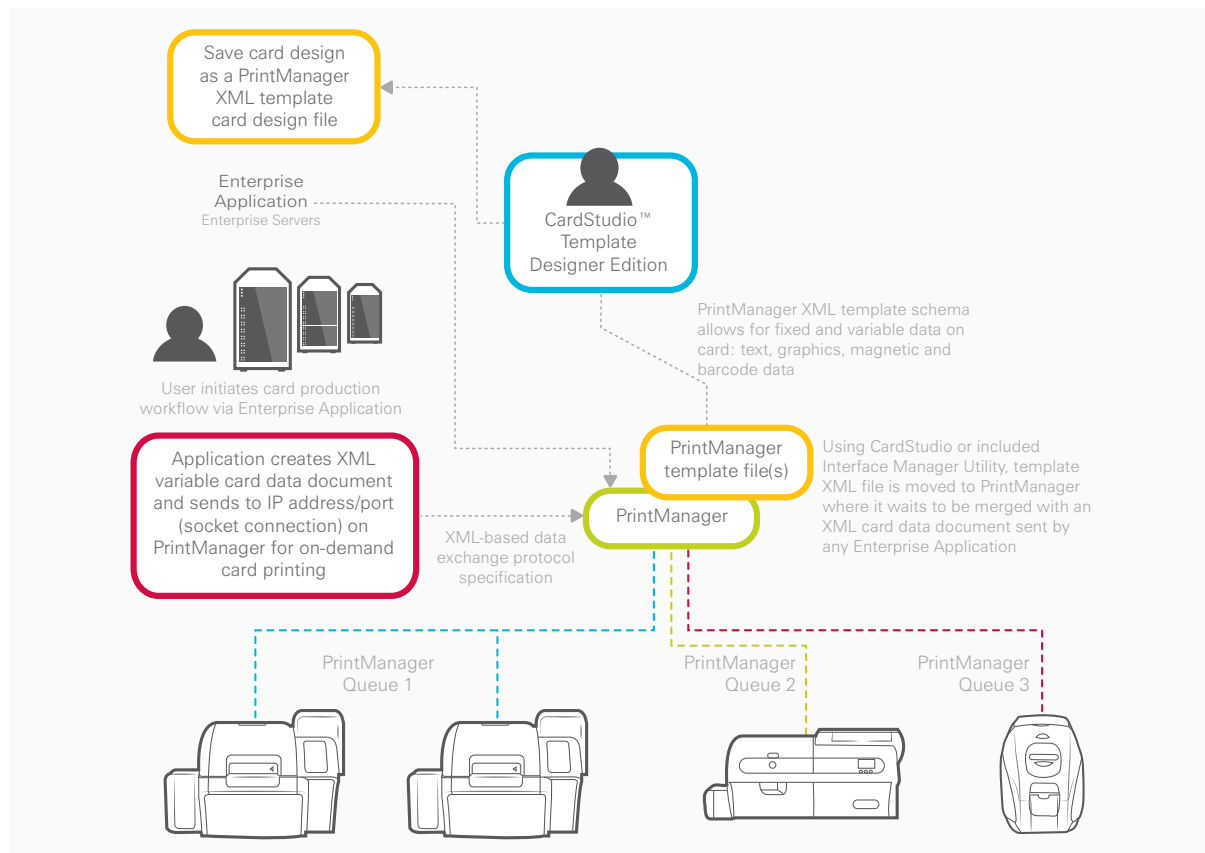 Save card design
as a PrintManager
XML template
card design file
Enterprise
Application
Enterprise Servers
CardStudio™
Template
Designer Edition
PrintManager XML template schema
allows for fixed and variable data on
card: text, graphics, magnetic and
barcode data
User initiates card production
workflow via Enterprise Application
Application creates XML
variable card data document
and sends to IP address/port
(socket connection) on
PrintManager for on-demand
card printing
XML-based data
exchange protocol
specification
PrintManager
template file(s)
PrintManager
Using CardStudio or included
Interface Manager Utility, template
XML file is moved to PrintManager
where it waits to be merged with an
XML card data document sent by
any Enterprise Application
PrintManager
Queue 1
PrintManager
Queue 2
PrintManager
Queue 3